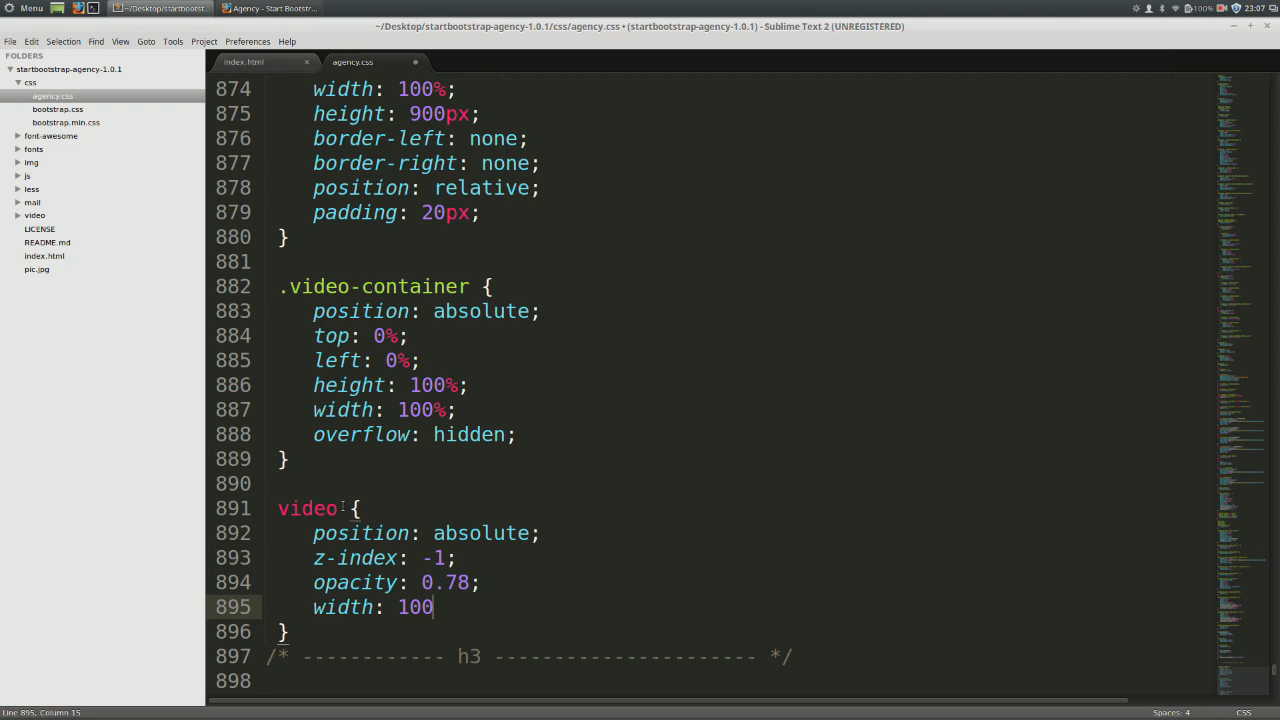 Menu
~/Desktop/startbootst...
Agency - Start Bootstr...
100%
23:07
~/Desktop/startbootstrap-agency-1.0.1/css/agency.css • (startbootstrap-agency-1.0.1) - Sublime Text 2 (UNREGISTERED)
File Edit Selection Find View Goto Tools Project Preferences Help
FOLDERS
startbootstrap-agency-1.0.1
css
agency.css
bootstrap.css
bootstrap.min.css
font-awesome
fonts
img
js
less
mail
video
LICENSE
README.md
index.html
pic.jpg
index.html ×
agency.css
874 width: 100%;
875 height: 900px;
876 border-left: none;
877 border-right: none;
878 position: relative;
879 padding: 20px;
880 }
881
882 .video-container {
883 position: absolute;
884 top: 0%;
885 left: 0%;
886 height: 100%;
887 width: 100%;
888 overflow: hidden;
889 }
890
891 video {
892 position: absolute;
893 z-index: -1;
894 opacity: 0.78;
895 width: 100
896 }
897 /* ------------ h3 ---------------------- */
898
Line 895, Column 15
Spaces: 4
CSS